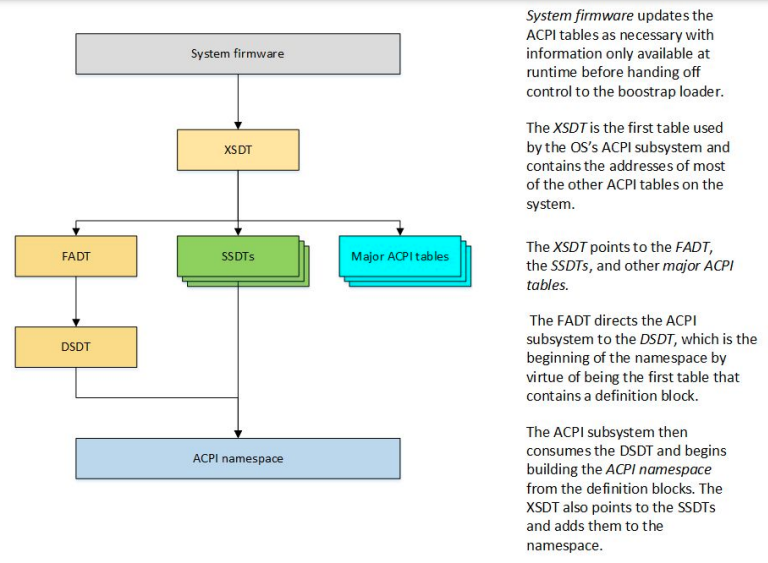 System firmware
XSDT
FADT
SSDTs
Major ACPI tables
DSDT
ACPI namespace
System firmware updates the
ACPI tables as necessary with
information only available at
runtime before handing off
control to the boostrap loader.
The XSDT is the first table used
by the OS’s ACPI subsystem and
contains the addresses of most
of the other ACPI tables on the
system.
The XSDT points to the FADT,
the SSDTs, and other major ACPI
tables.
The FADT directs the ACPI
subsystem to the DSDT, which is the
beginning of the namespace by
virtue of being the first table that
contains a definition block.
The ACPI subsystem then
consumes the DSDT and begins
building the ACPI namespace
from the definition blocks. The
XSDT also points to the SSDTs
and adds them to the
namespace.